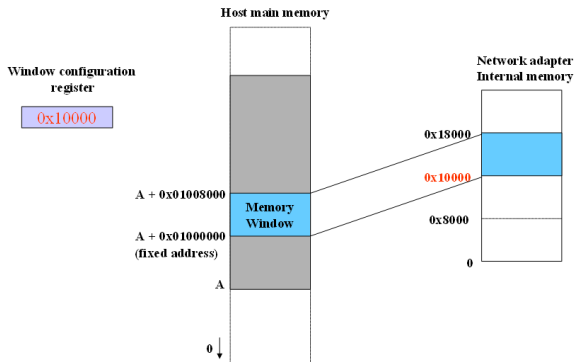 Host main memory
Window configuration
register
0x10000
Network adapter
Internal memory
0x18000
0x10000
0x8000
0
A + 0x01008000
Memory
Window
A + 0x01000000
(fixed address)
A
0